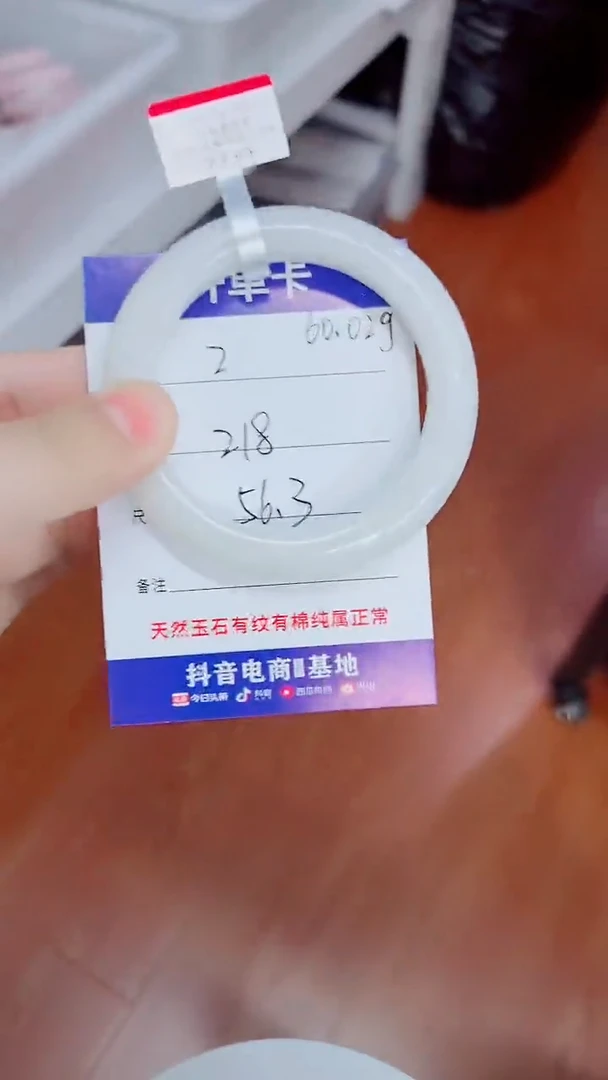 单卡
60.02g
2
218
56.3
尺
备注
天然玉石有纹有棉纯属正常
抖音电商 基地
今日头条 抖音 西瓜视频